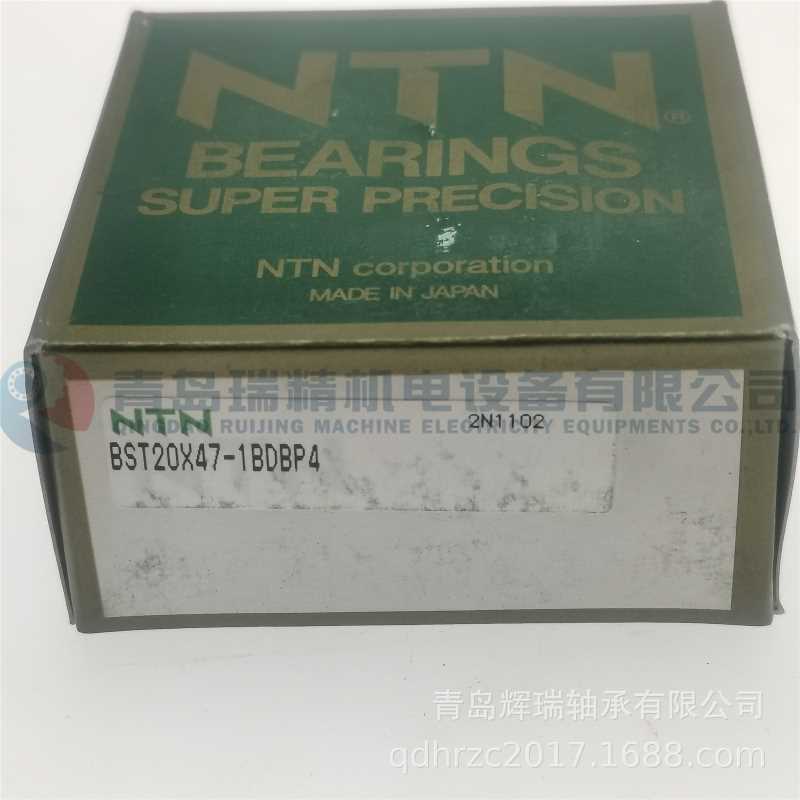 NTN®
BEARINGS
SUPER PRECISION
NTN corporation
MADE IN JAPAN
青岛瑞精机电设备有限公司
RUIJING MACHINE ELECTRICITY EQUIPMENTS CO.,LTD.
NTN
2N1102
BST20X47-1BDBP4
青岛辉瑞轴承有限公司
qdhrzc2017.1688.com